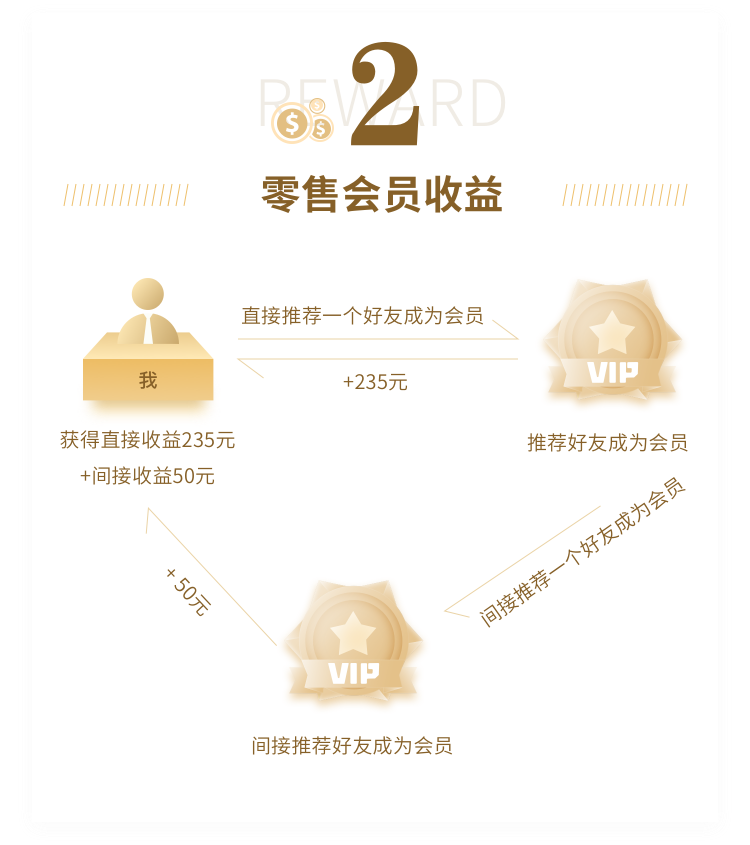 REWARD
2
零售会员收益
直接推荐一个好友成为会员
+235元
我
VIP
获得直接收益235元
+间接收益50元
推荐好友成为会员
间接推荐一个好友成为会员
+ 50元
VIP
间接推荐好友成为会员